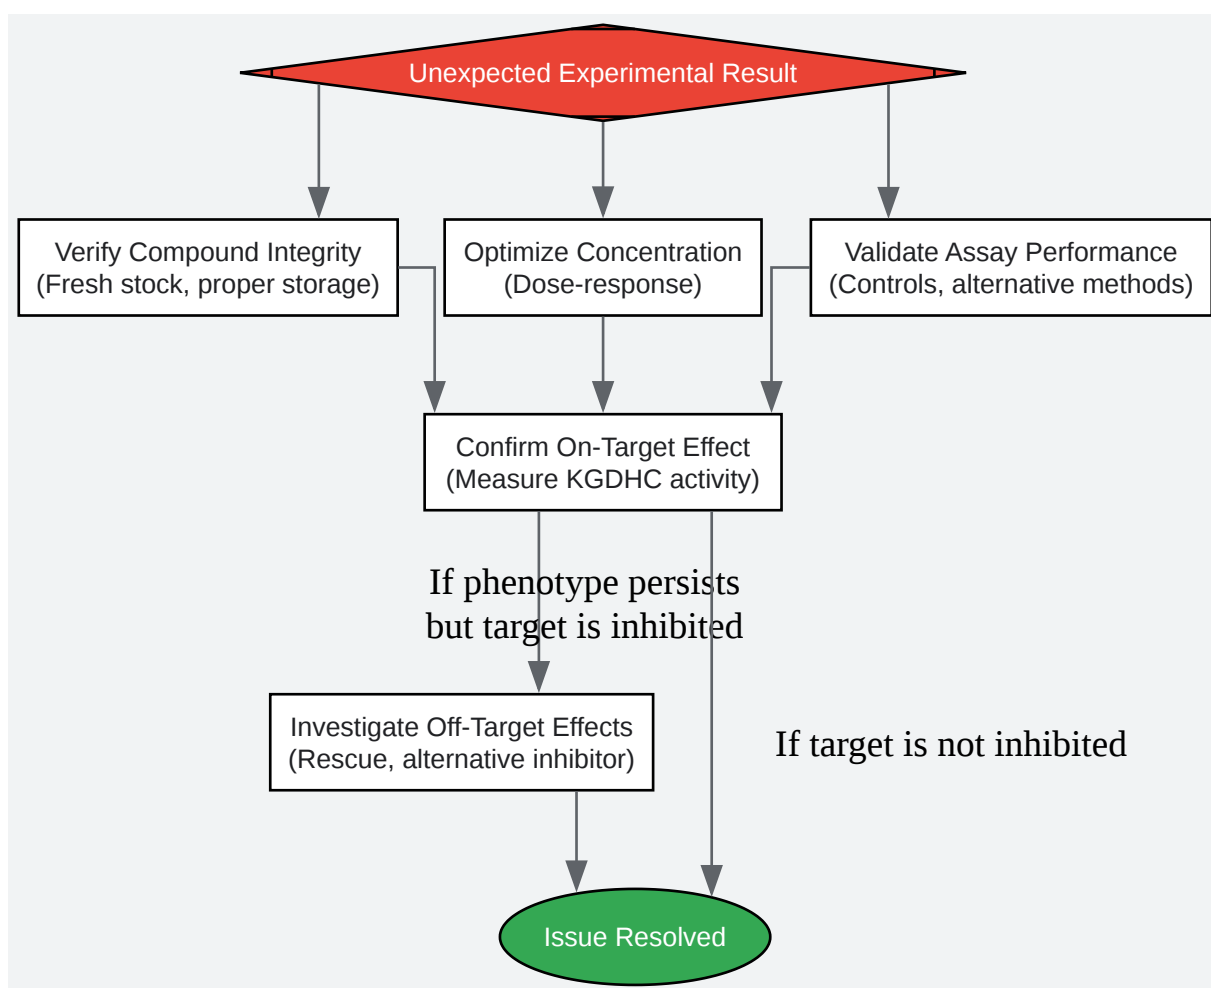 Unexpected Experimental Result
Verify Compound Integrity
(Fresh stock, proper storage)
Optimize Concentration
(Dose-response)
Validate Assay Performance
(Controls, alternative methods)
Confirm On-Target Effect
(Measure KGDHC activity)
If phenotype persists
but target is inhibited
Investigate Off-Target Effects
(Rescue, alternative inhibitor)
If target is not inhibited
Issue Resolved